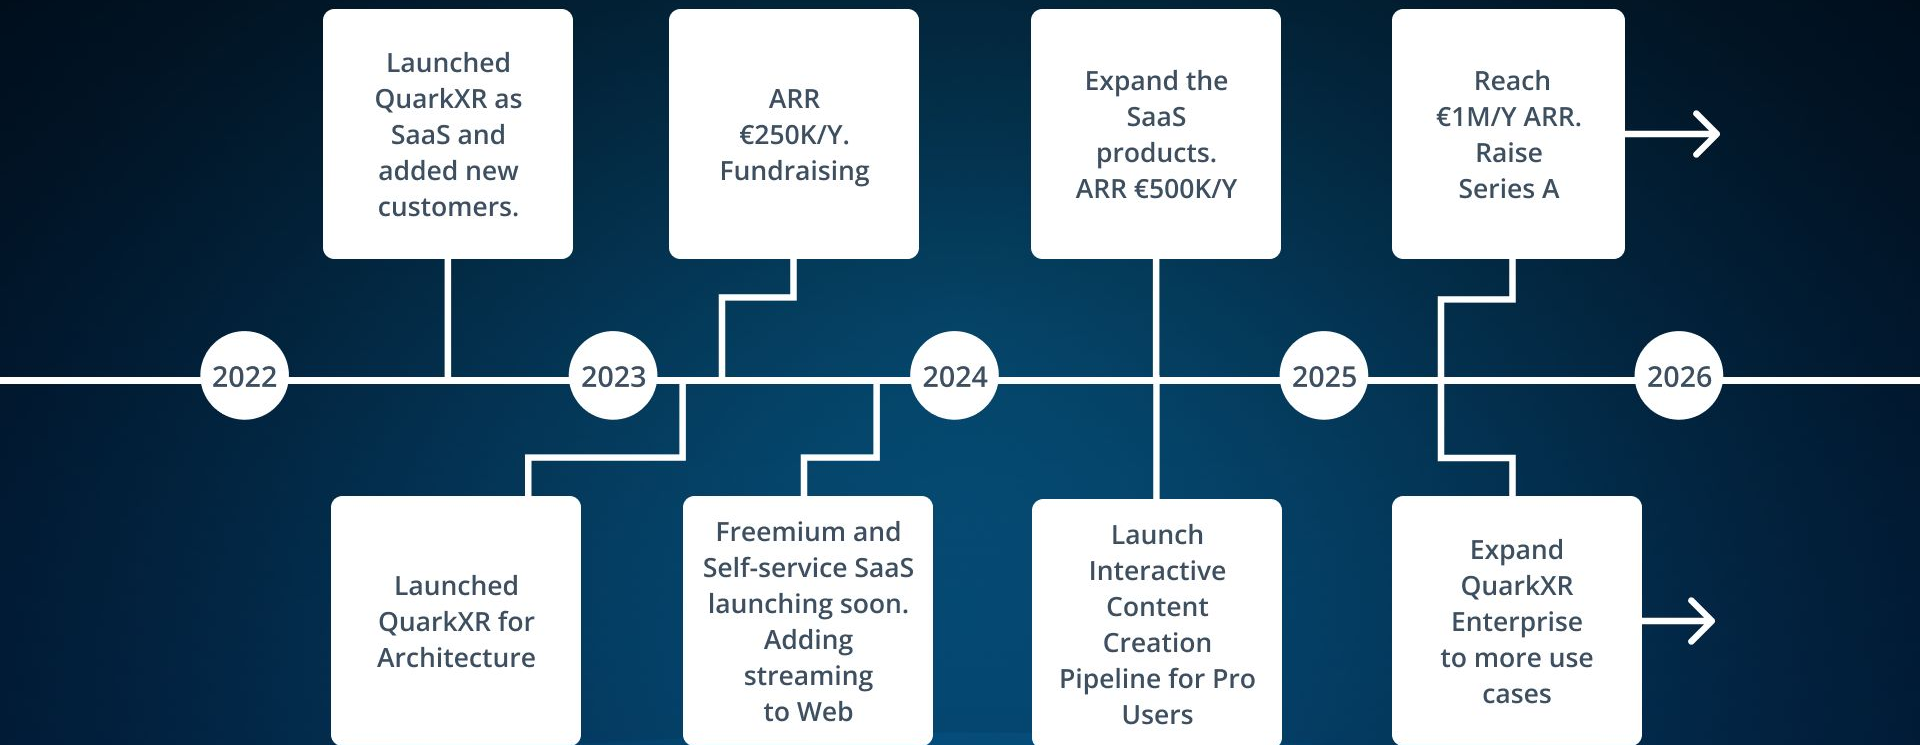 Launched
QuarkXR as
SaaS and
added new
customers.
ARR
€250K/Y.
Fundraising
Expand the
SaaS
products.
ARR €500K/Y
Reach
€1M/Y ARR.
Raise
Series A
2022
2023
2024
2025
2026
Launched
QuarkXR for
Architecture
Freemium and
Self-service SaaS
launching soon.
Adding
streaming
to Web
Launch
Interactive
Content
Creation
Pipeline for Pro
Users
Expand
QuarkXR
Enterprise
to more use
cases